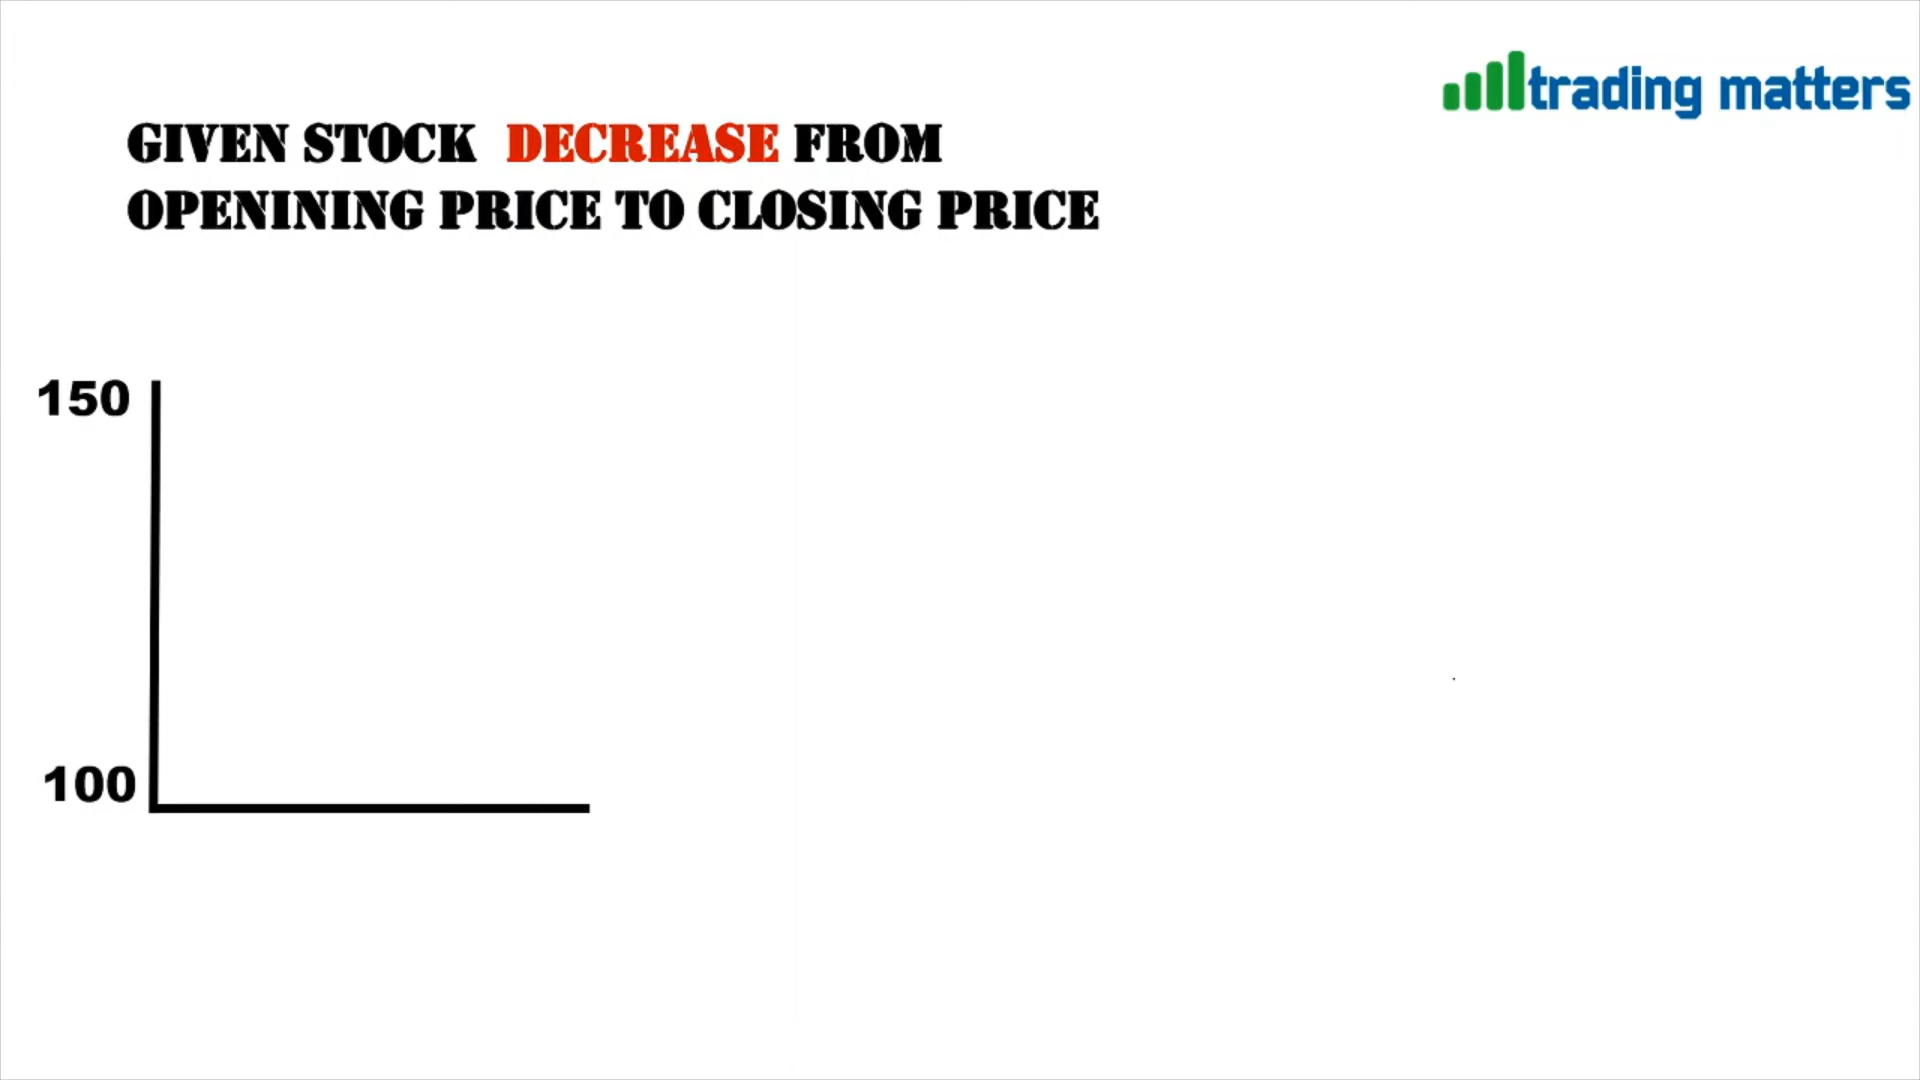 trading matters
GIVEN STOCK DECREASE FROM
OPENINING PRICE TO CLOSING PRICE
150
100